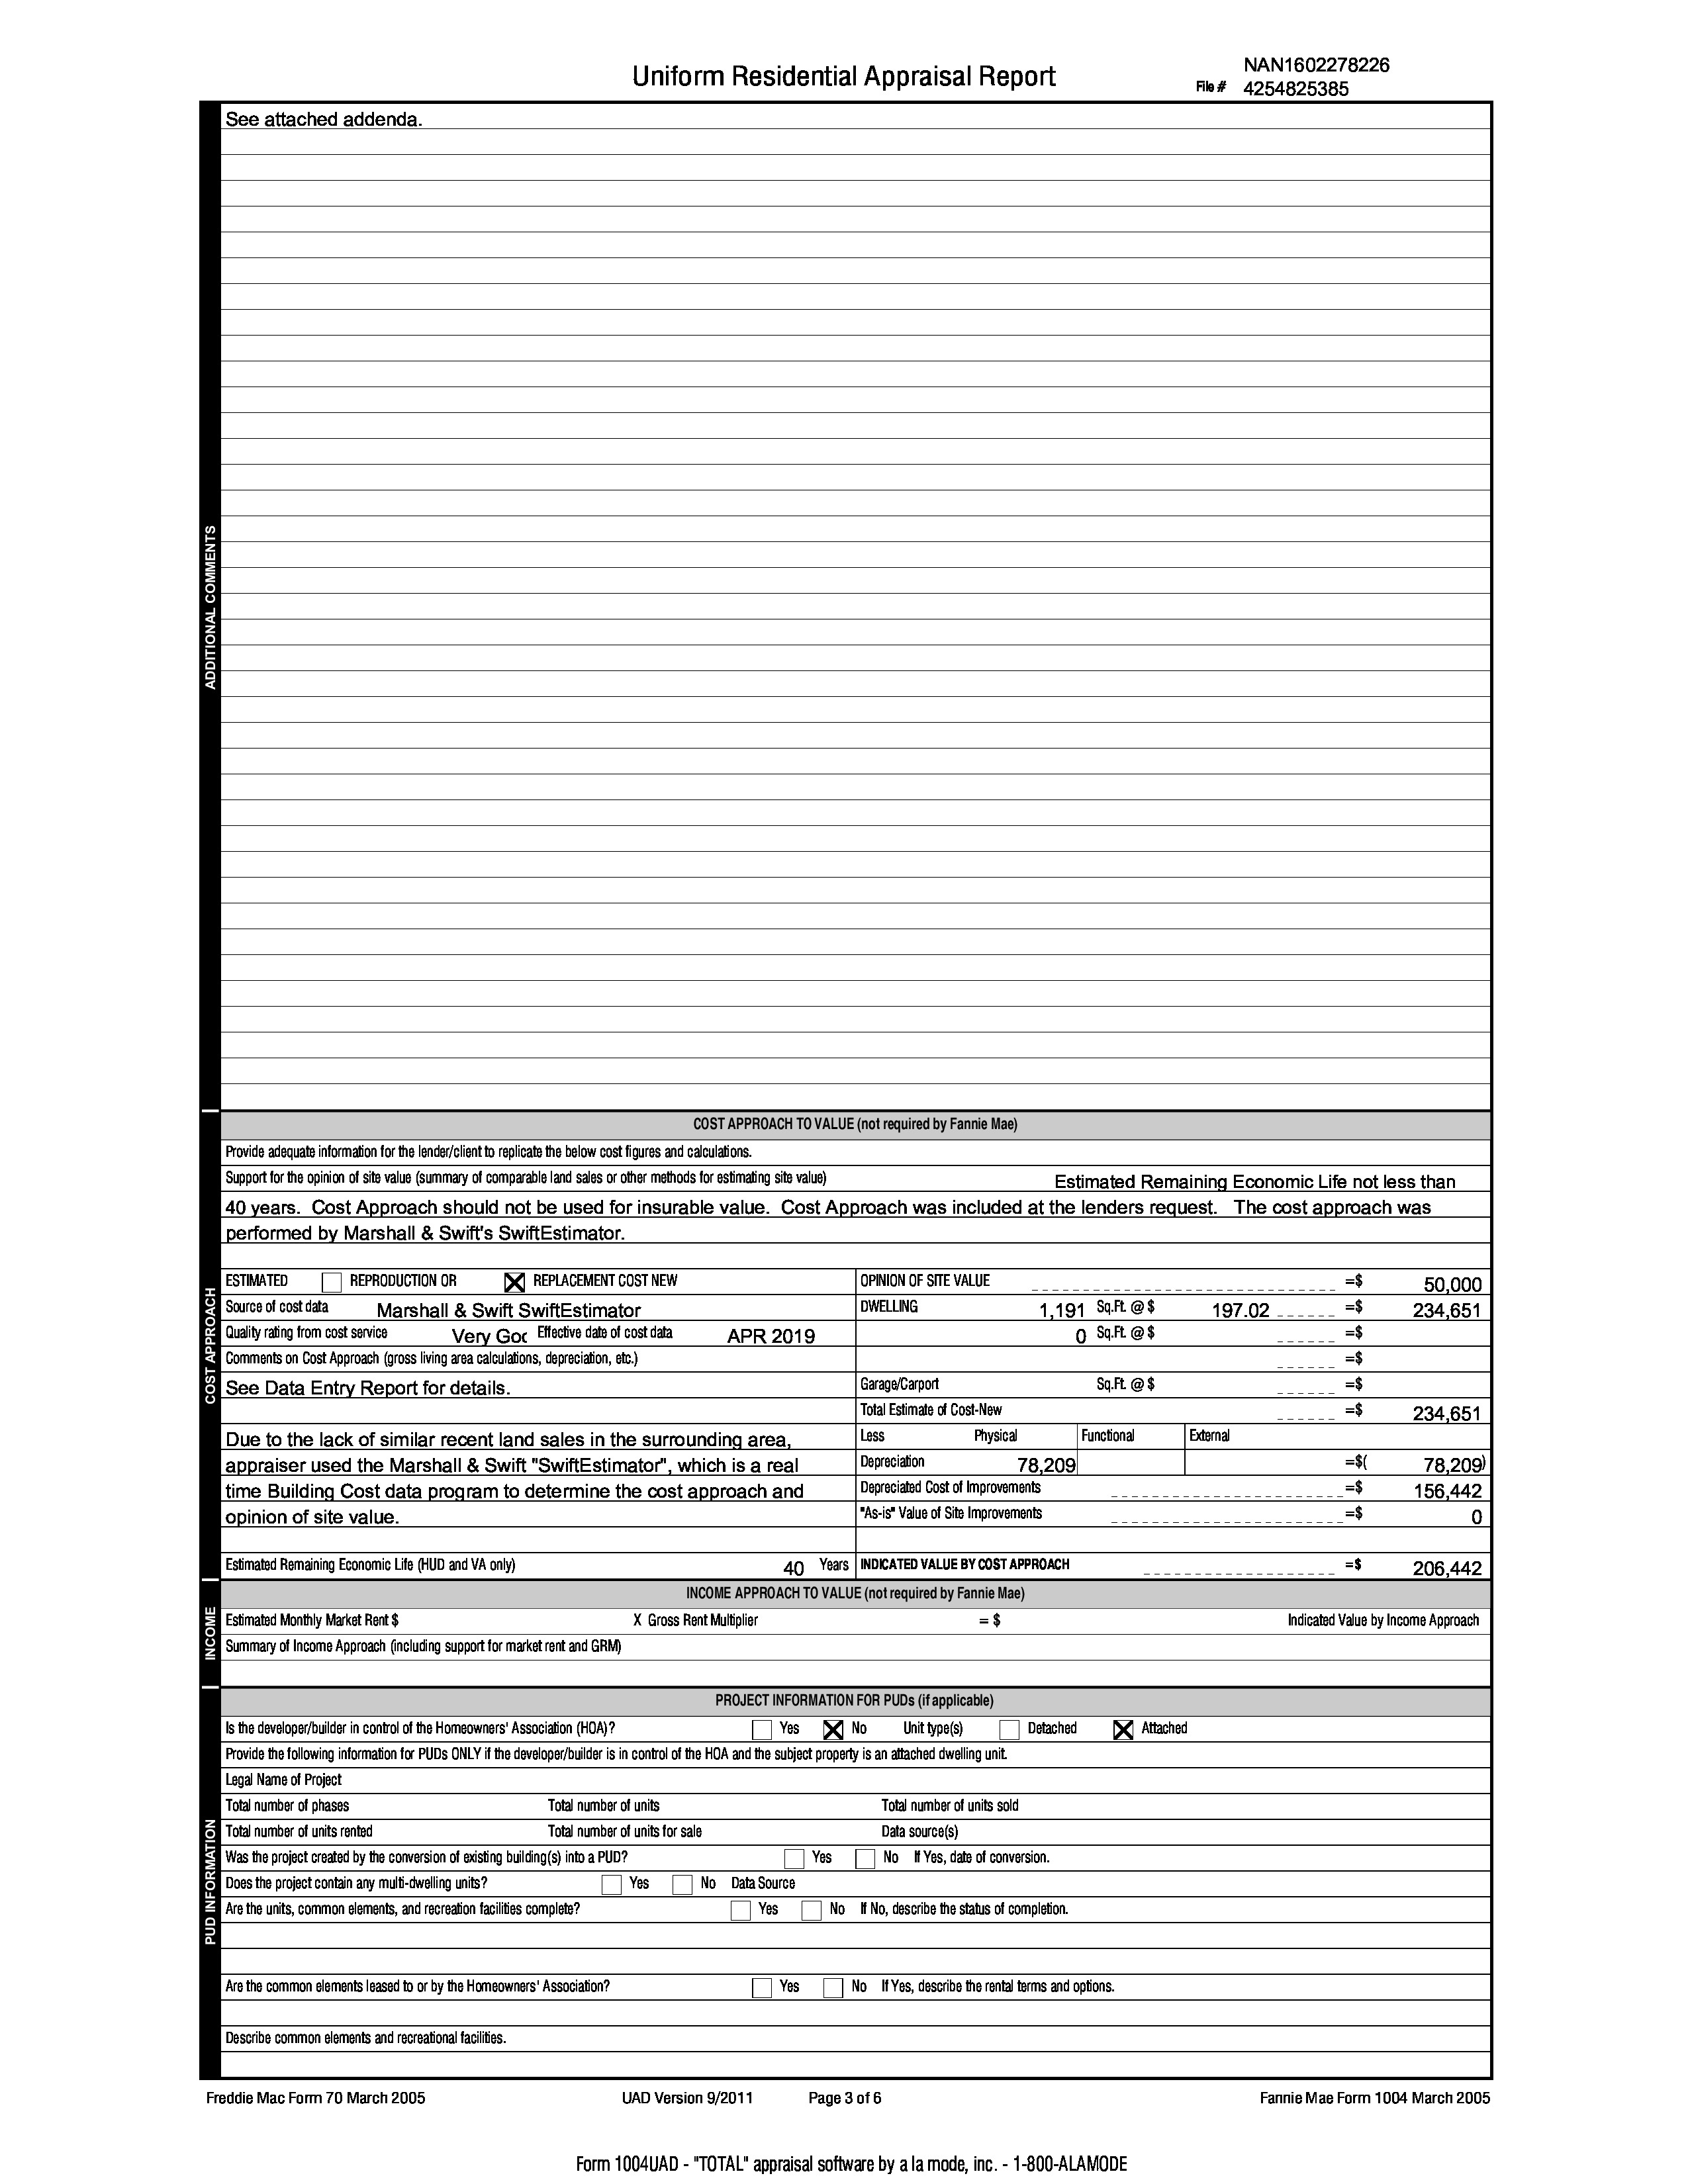 Uniform Residential Appraisal Report
NAN1602278226
File # 4254825385
ADDITIONAL COMMENTS
See attached addenda.
COST APPROACH
COST APPROACH TO VALUE (not required by Fannie Mae)
Provide adequate information for the lender/client to replicate the below cost figures and calculations.
Support for the opinion of site value (summary of comparable land sales or other methods for estimating site value) Estimated Remaining Economic Life not less than
40 years. Cost Approach should not be used for insurable value. Cost Approach was included at the lenders request. The cost approach was
performed by Marshall & Swift's SwiftEstimator.
ESTIMATED REPRODUCTION OR REPLACEMENT COST NEW OPINION OF SITE VALUE =$ 50,000
Source of cost data Marshall & Swift SwiftEstimator DWELLING 1,191 Sq.Ft. @ $ 197.02 =$ 234,651
Quality rating from cost service Very Goo Effective date of cost data APR 2019 0 Sq.Ft. @ $ =$
Comments on Cost Approach (gross living area calculations, depreciation, etc.) =$
See Data Entry Report for details. Garage/Carport Sq.Ft. @ $ =$
Total Estimate of Cost-New =$ 234,651
Due to the lack of similar recent land sales in the surrounding area, Less Physical Functional External
appraiser used the Marshall & Swift "SwiftEstimator", which is a real Depreciation 78,209 =$( 78,209)
time Building Cost data program to determine the cost approach and Depreciated Cost of Improvements =$ 156,442
opinion of site value. "As-is" Value of Site Improvements =$ 0
Estimated Remaining Economic Life (HUD and VA only) 40 Years INDICATED VALUE BY COST APPROACH =$ 206,442
INCOME
INCOME APPROACH TO VALUE (not required by Fannie Mae)
Estimated Monthly Market Rent $ X Gross Rent Multiplier = $ Indicated Value by Income Approach
Summary of Income Approach (including support for market rent and GRM)
PUD INFORMATION
PROJECT INFORMATION FOR PUDs (if applicable)
Is the developer/builder in control of the Homeowners' Association (HOA)? Yes No Unit type(s) Detached Attached
Provide the following information for PUDs ONLY if the developer/builder is in control of the HOA and the subject property is an attached dwelling unit.
Legal Name of Project
Total number of phases Total number of units Total number of units sold
Total number of units rented Total number of units for sale Data source(s)
Was the project created by the conversion of existing building(s) into a PUD? Yes No If Yes, date of conversion.
Does the project contain any multi-dwelling units? Yes No Data Source
Are the units, common elements, and recreation facilities complete? Yes No If No, describe the status of completion.
Are the common elements leased to or by the Homeowners' Association? Yes No If Yes, describe the rental terms and options.
Describe common elements and recreational facilities.
Freddie Mac Form 70 March 2005 UAD Version 9/2011 Page 3 of 6 Fannie Mae Form 1004 March 2005
Form 1004UAD - "TOTAL" appraisal software by a la mode, inc. - 1-800-ALAMODE